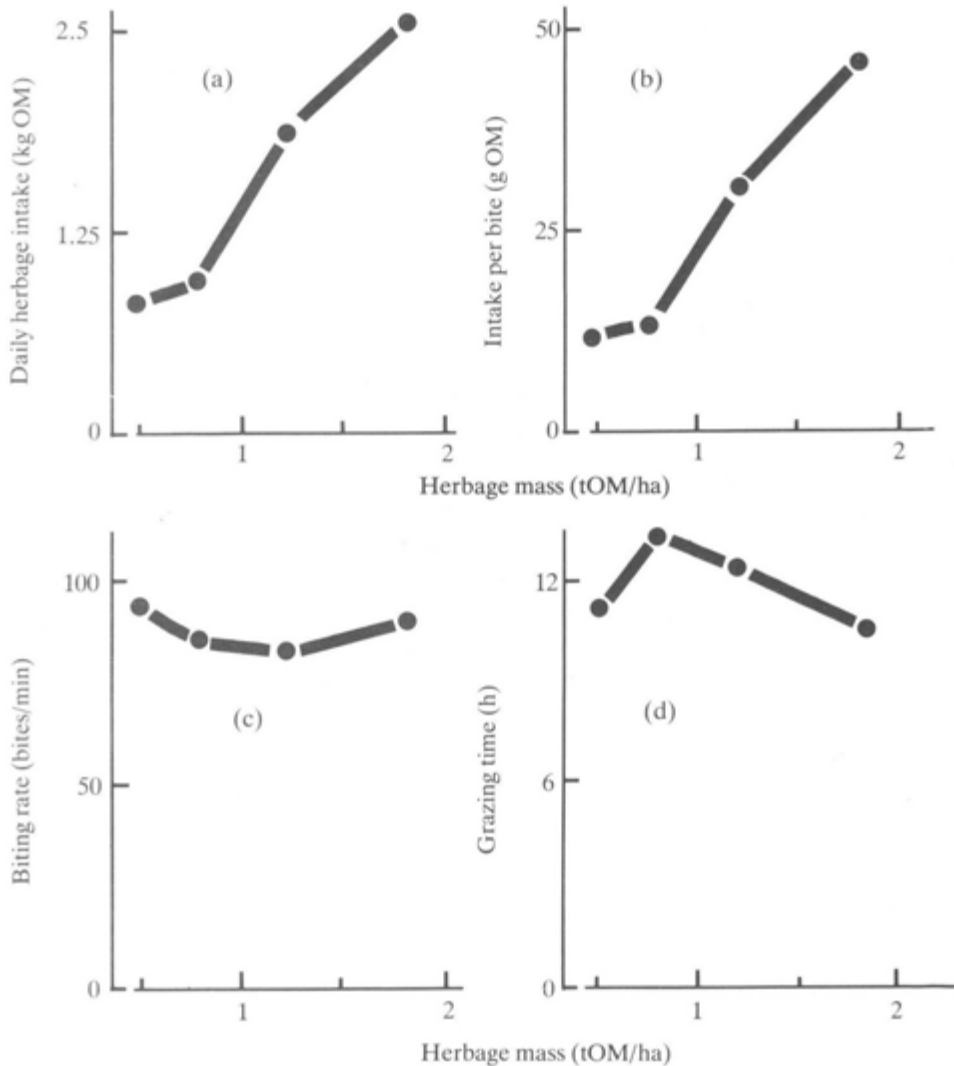 2.5
(a)
Daily herbage intake (kg OM)
1.25
0
1
2
50
(b)
Intake per bite (g OM)
25
0
1
2
Herbage mass (tOM/ha)
100
Biting rate (bites/min)
(c)
50
0
1
2
12
(d)
Grazing time (h)
6
0
1
2
Herbage mass (tOM/ha)